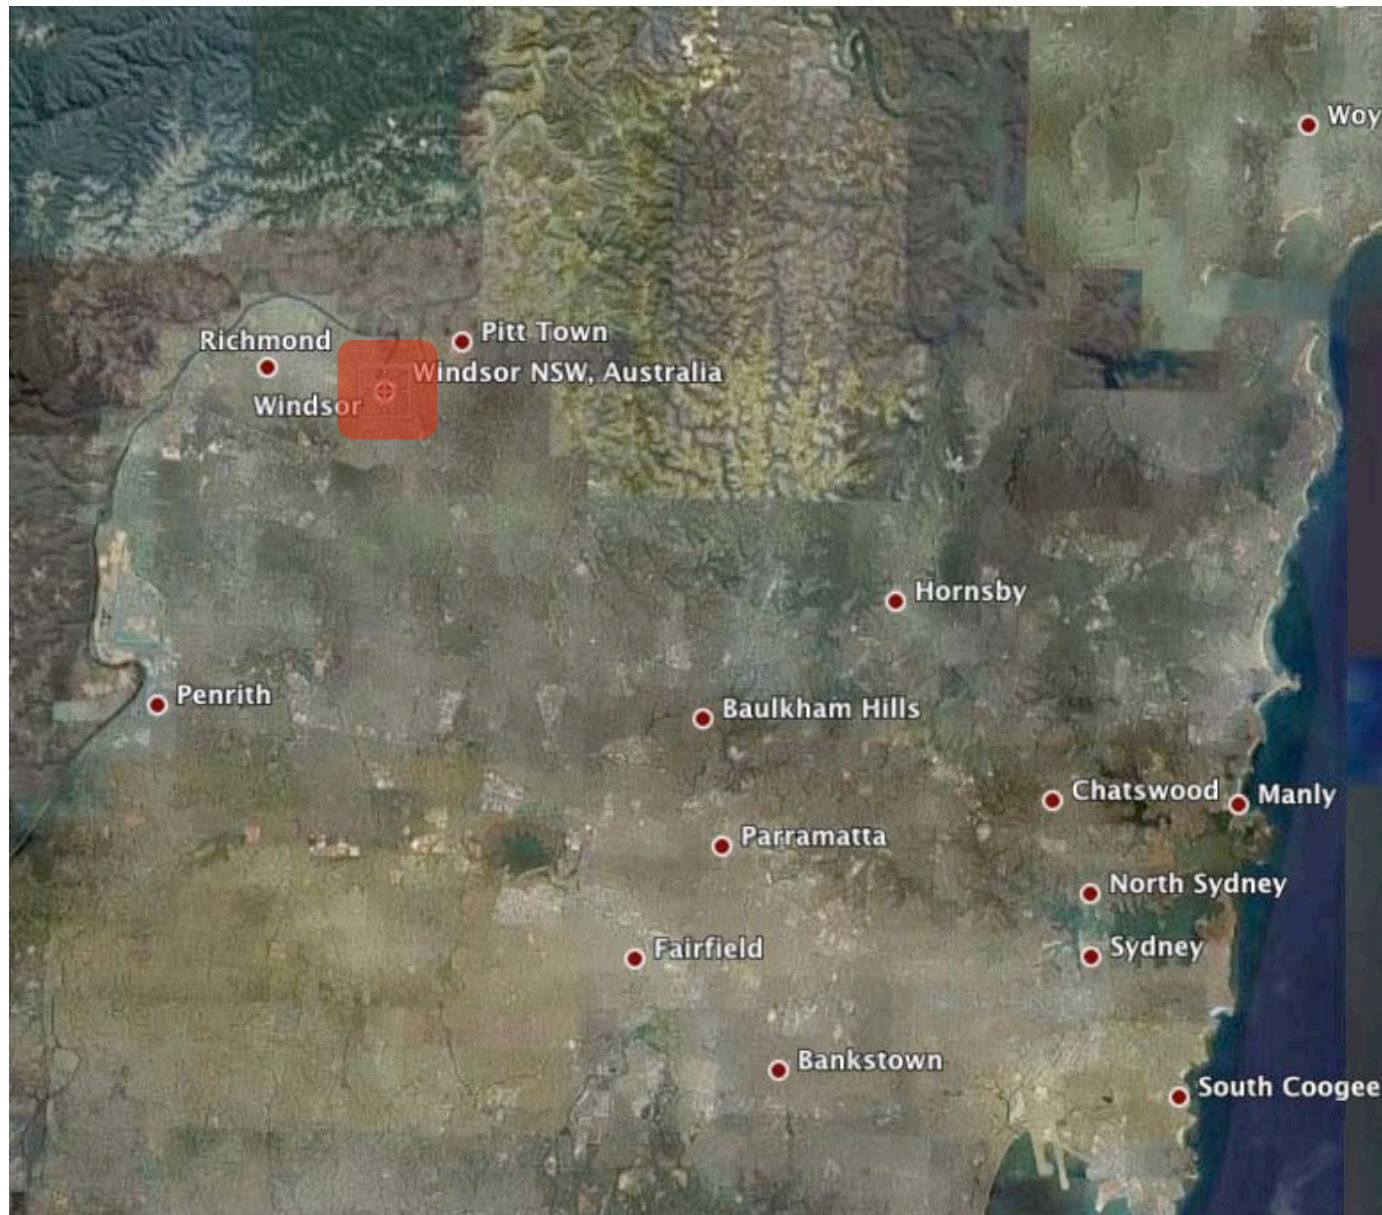 Woy
Pitt Town
Richmond
Windsor NSW, Australia
Windsor
Hornsby
Penrith
Baulkham Hills
Chatswood
Manly
Parramatta
North Sydney
Fairfield
Sydney
Bankstown
South Coogee